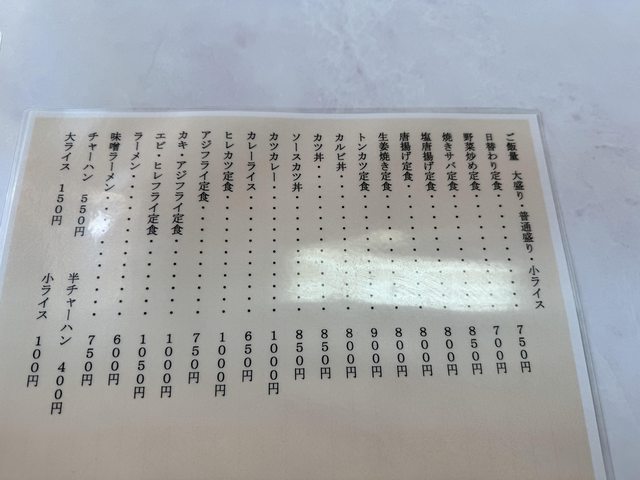 ご飯量 大盛り・普通盛り・小ライス
日替わり定食・・・・・・・・・・・750円
野菜炒め定食・・・・・・・・・・・700円
焼きサバ定食・・・・・・・・・・・850円
塩唐揚げ定食・・・・・・・・・・・800円
唐揚げ定食・・・・・・・・・・・・800円
生姜焼き定食・・・・・・・・・・・800円
トンカツ定食・・・・・・・・・・・900円
カルビ丼・・・・・・・・・・・・・800円
カツ丼・・・・・・・・・・・・・・850円
ソースカツ丼・・・・・・・・・・・850円
カツカレー・・・・・・・・・・・・1000円
カレーライス・・・・・・・・・・・650円
ヒレカツ定食・・・・・・・・・・・1000円
アジフライ定食・・・・・・・・・・750円
カキ・アジフライ定食・・・・・・・1000円
エビ・ヒレフライ定食・・・・・・・1050円
ラーメン・・・・・・・・・・・・・600円
味噌ラーメン・・・・・・・・・・・750円
チャーハン 550円 半チャーハン 400円
大ライス 150円 小ライス 100円